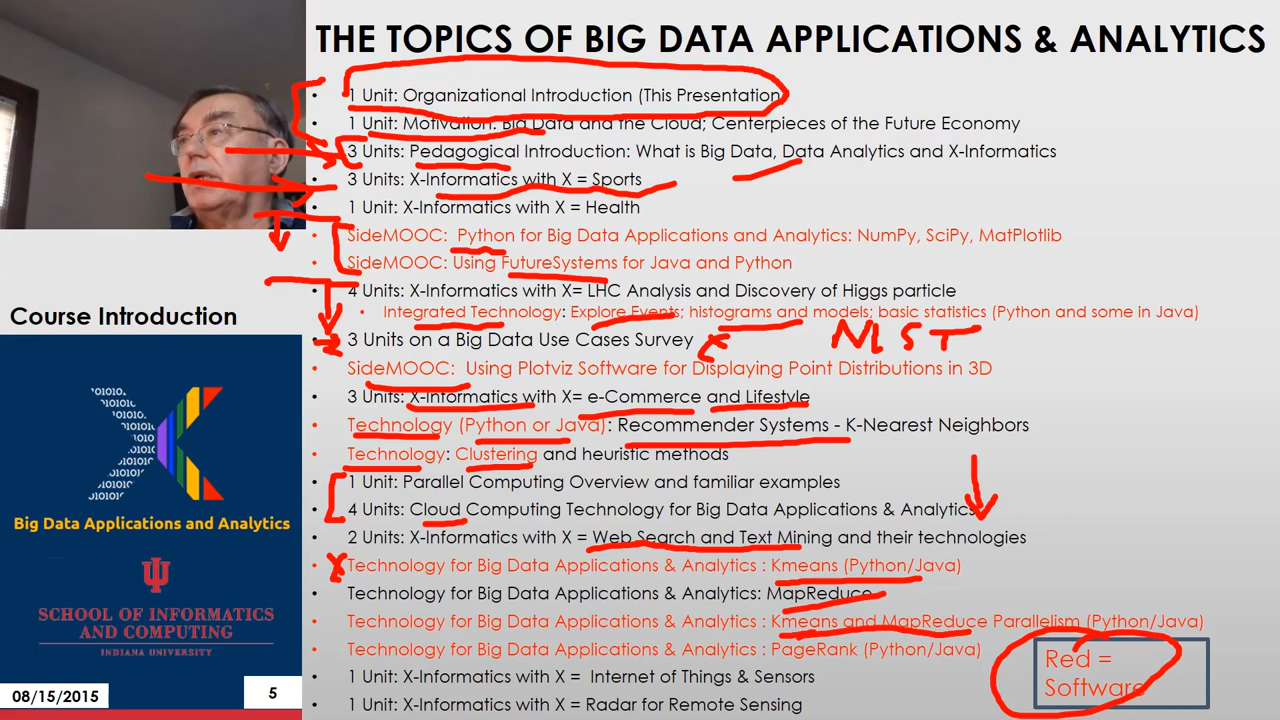 THE TOPICS OF BIG DATA APPLICATIONS & ANALYTICS
• 1 Unit: Organizational Introduction (This Presentation
• 1 Unit: Motivation: Big Data and the Cloud; Centerpieces of the Future Economy
• 3 Units: Pedagogical Introduction: What is Big Data, Data Analytics and X-Informatics
• 3 Units: X-Informatics with X = Sports
• 1 Unit: X-Informatics with X = Health
• SideMOOC: Python for Big Data Applications and Analytics: NumPy, SciPy, MatPlotlib
• SideMOOC: Using FutureSystems for Java and Python
• 4 Units: X-Informatics with X= LHC Analysis and Discovery of Higgs particle
• Integrated Technology: Explore Events; histograms and models; basic statistics (Python and some in Java)
• 3 Units on a Big Data Use Cases Survey
NIST
• SideMOOC: Using Plotviz Software for Displaying Point Distributions in 3D
• 3 Units: X-Informatics with X= e-Commerce and Lifestyle
• Technology (Python or Java): Recommender Systems - K-Nearest Neighbors
• Technology: Clustering and heuristic methods
• 1 Unit: Parallel Computing Overview and familiar examples
• 4 Units: Cloud Computing Technology for Big Data Applications & Analytics
• 2 Units: X-Informatics with X = Web Search and Text Mining and their technologies
• Technology for Big Data Applications & Analytics : Kmeans (Python/Java)
• Technology for Big Data Applications & Analytics: MapReduce
• Technology for Big Data Applications & Analytics : Kmeans and MapReduce Parallelism (Python/Java)
• Technology for Big Data Applications & Analytics : PageRank (Python/Java)
• 1 Unit: X-Informatics with X = Internet of Things & Sensors
• 1 Unit: X-Informatics with X = Radar for Remote Sensing
Red =
Software
Course Introduction
Big Data Applications and Analytics
SCHOOL OF INFORMATICS
AND COMPUTING
INDIANA UNIVERSITY
08/15/2015
5